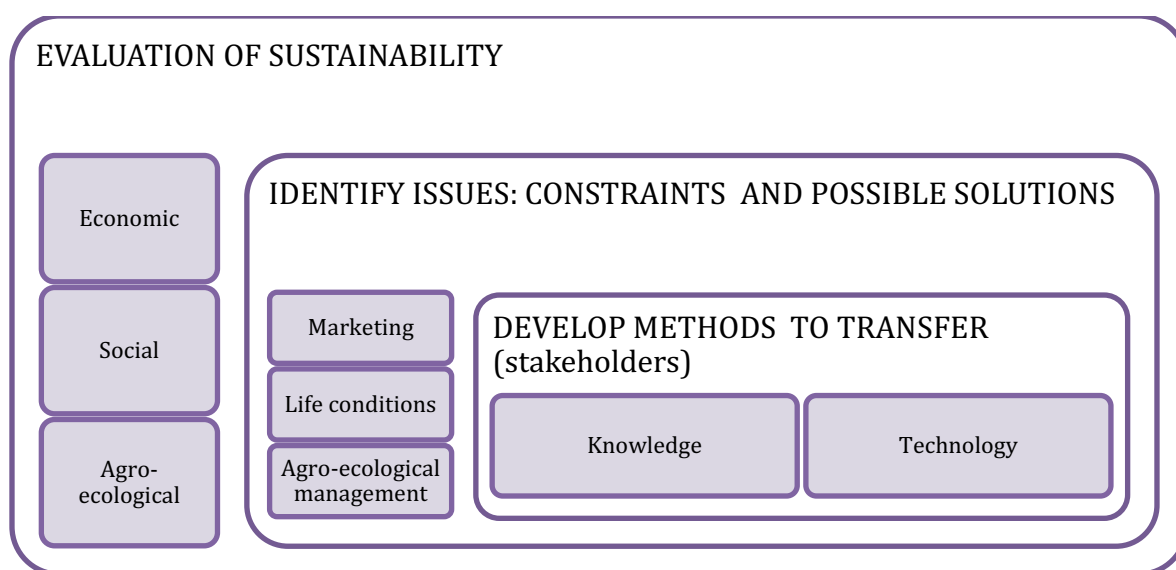 EVALUATION OF SUSTAINABILITY
Economic
Social
Agro-
ecological
IDENTIFY ISSUES: CONSTRAINTS  AND POSSIBLE SOLUTIONS
Marketing
Life conditions
Agro-ecological
management
DEVELOP METHODS  TO TRANSFER
(stakeholders)
Knowledge
Technology